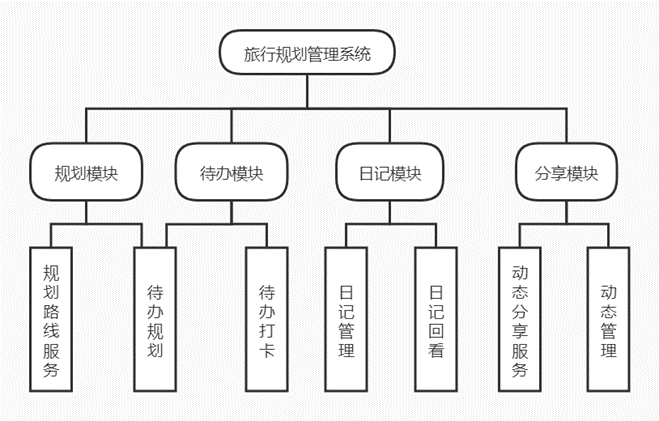 旅行规划管理系统
规划模块
待办模块
日记模块
分享模块
规划路线服务
待办规划
待办打卡
日记管理
日记回看
动态分享服务
动态管理